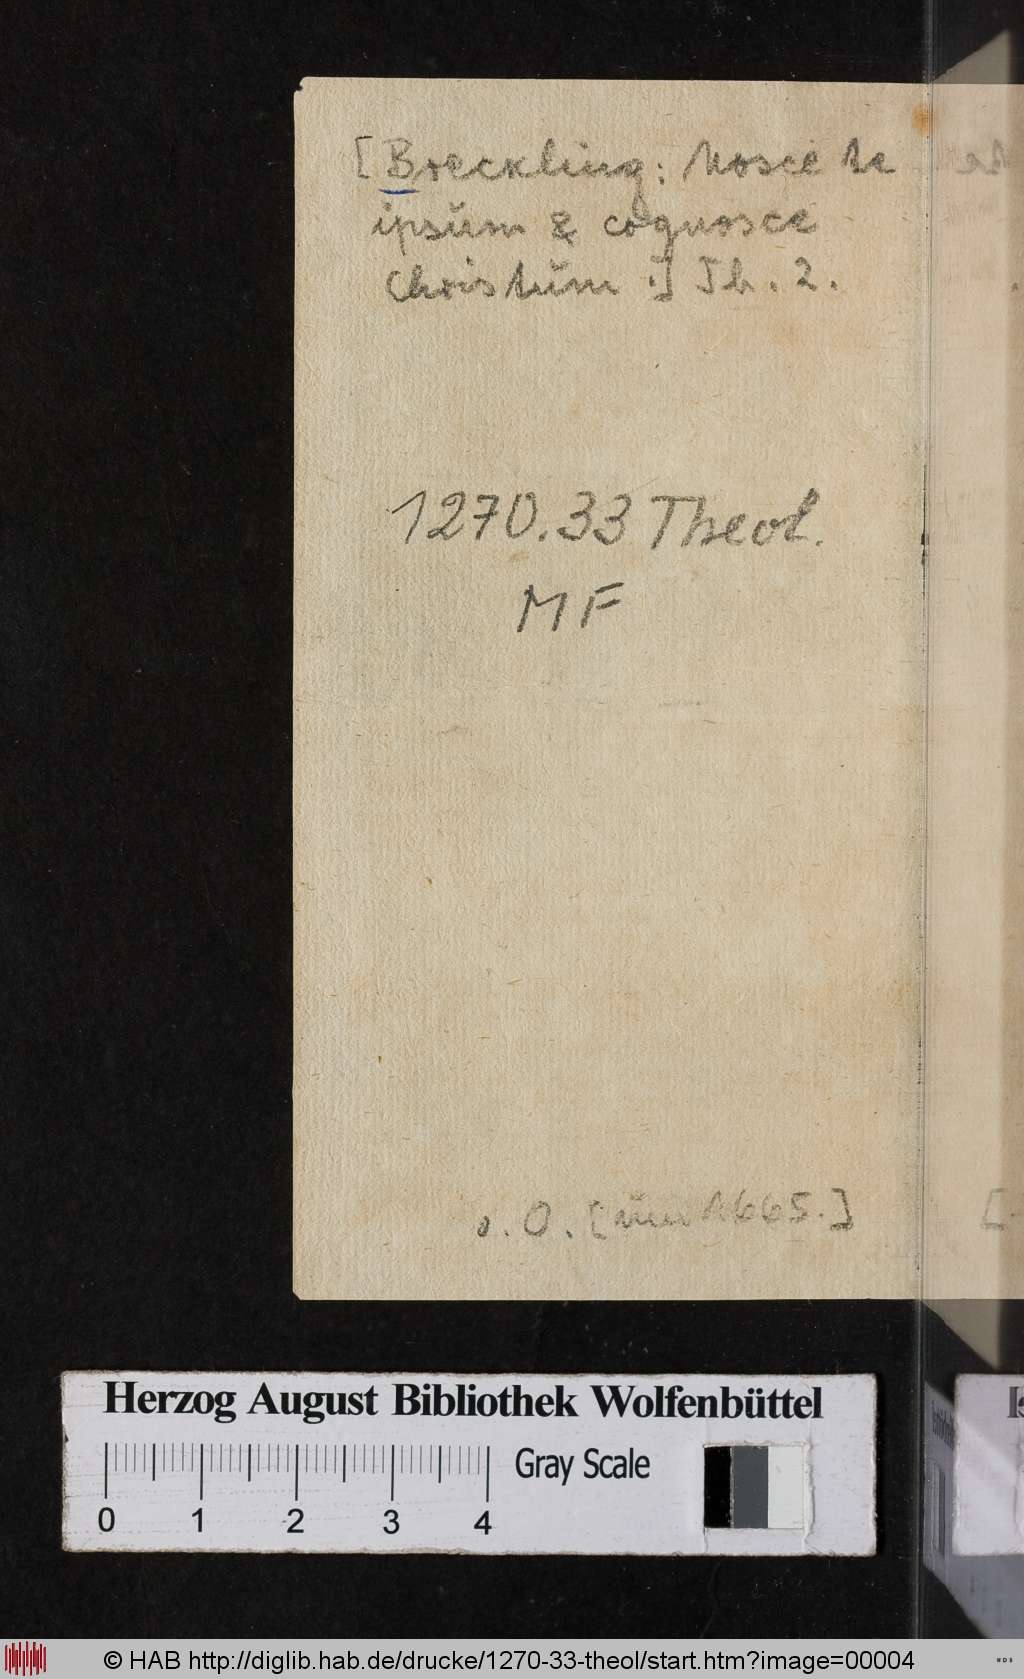 [Breckling: Nosce te
ipsum & cognosce
Christum.] Th. 2.
1270.33 Theol.
MF
o. O. [um 1665.]
Herzog August Bibliothek Wolfenbüttel
Gray Scale
0 1 2 3 4
© HAB http://diglib.hab.de/drucke/1270-33-theol/start.htm?image=00004